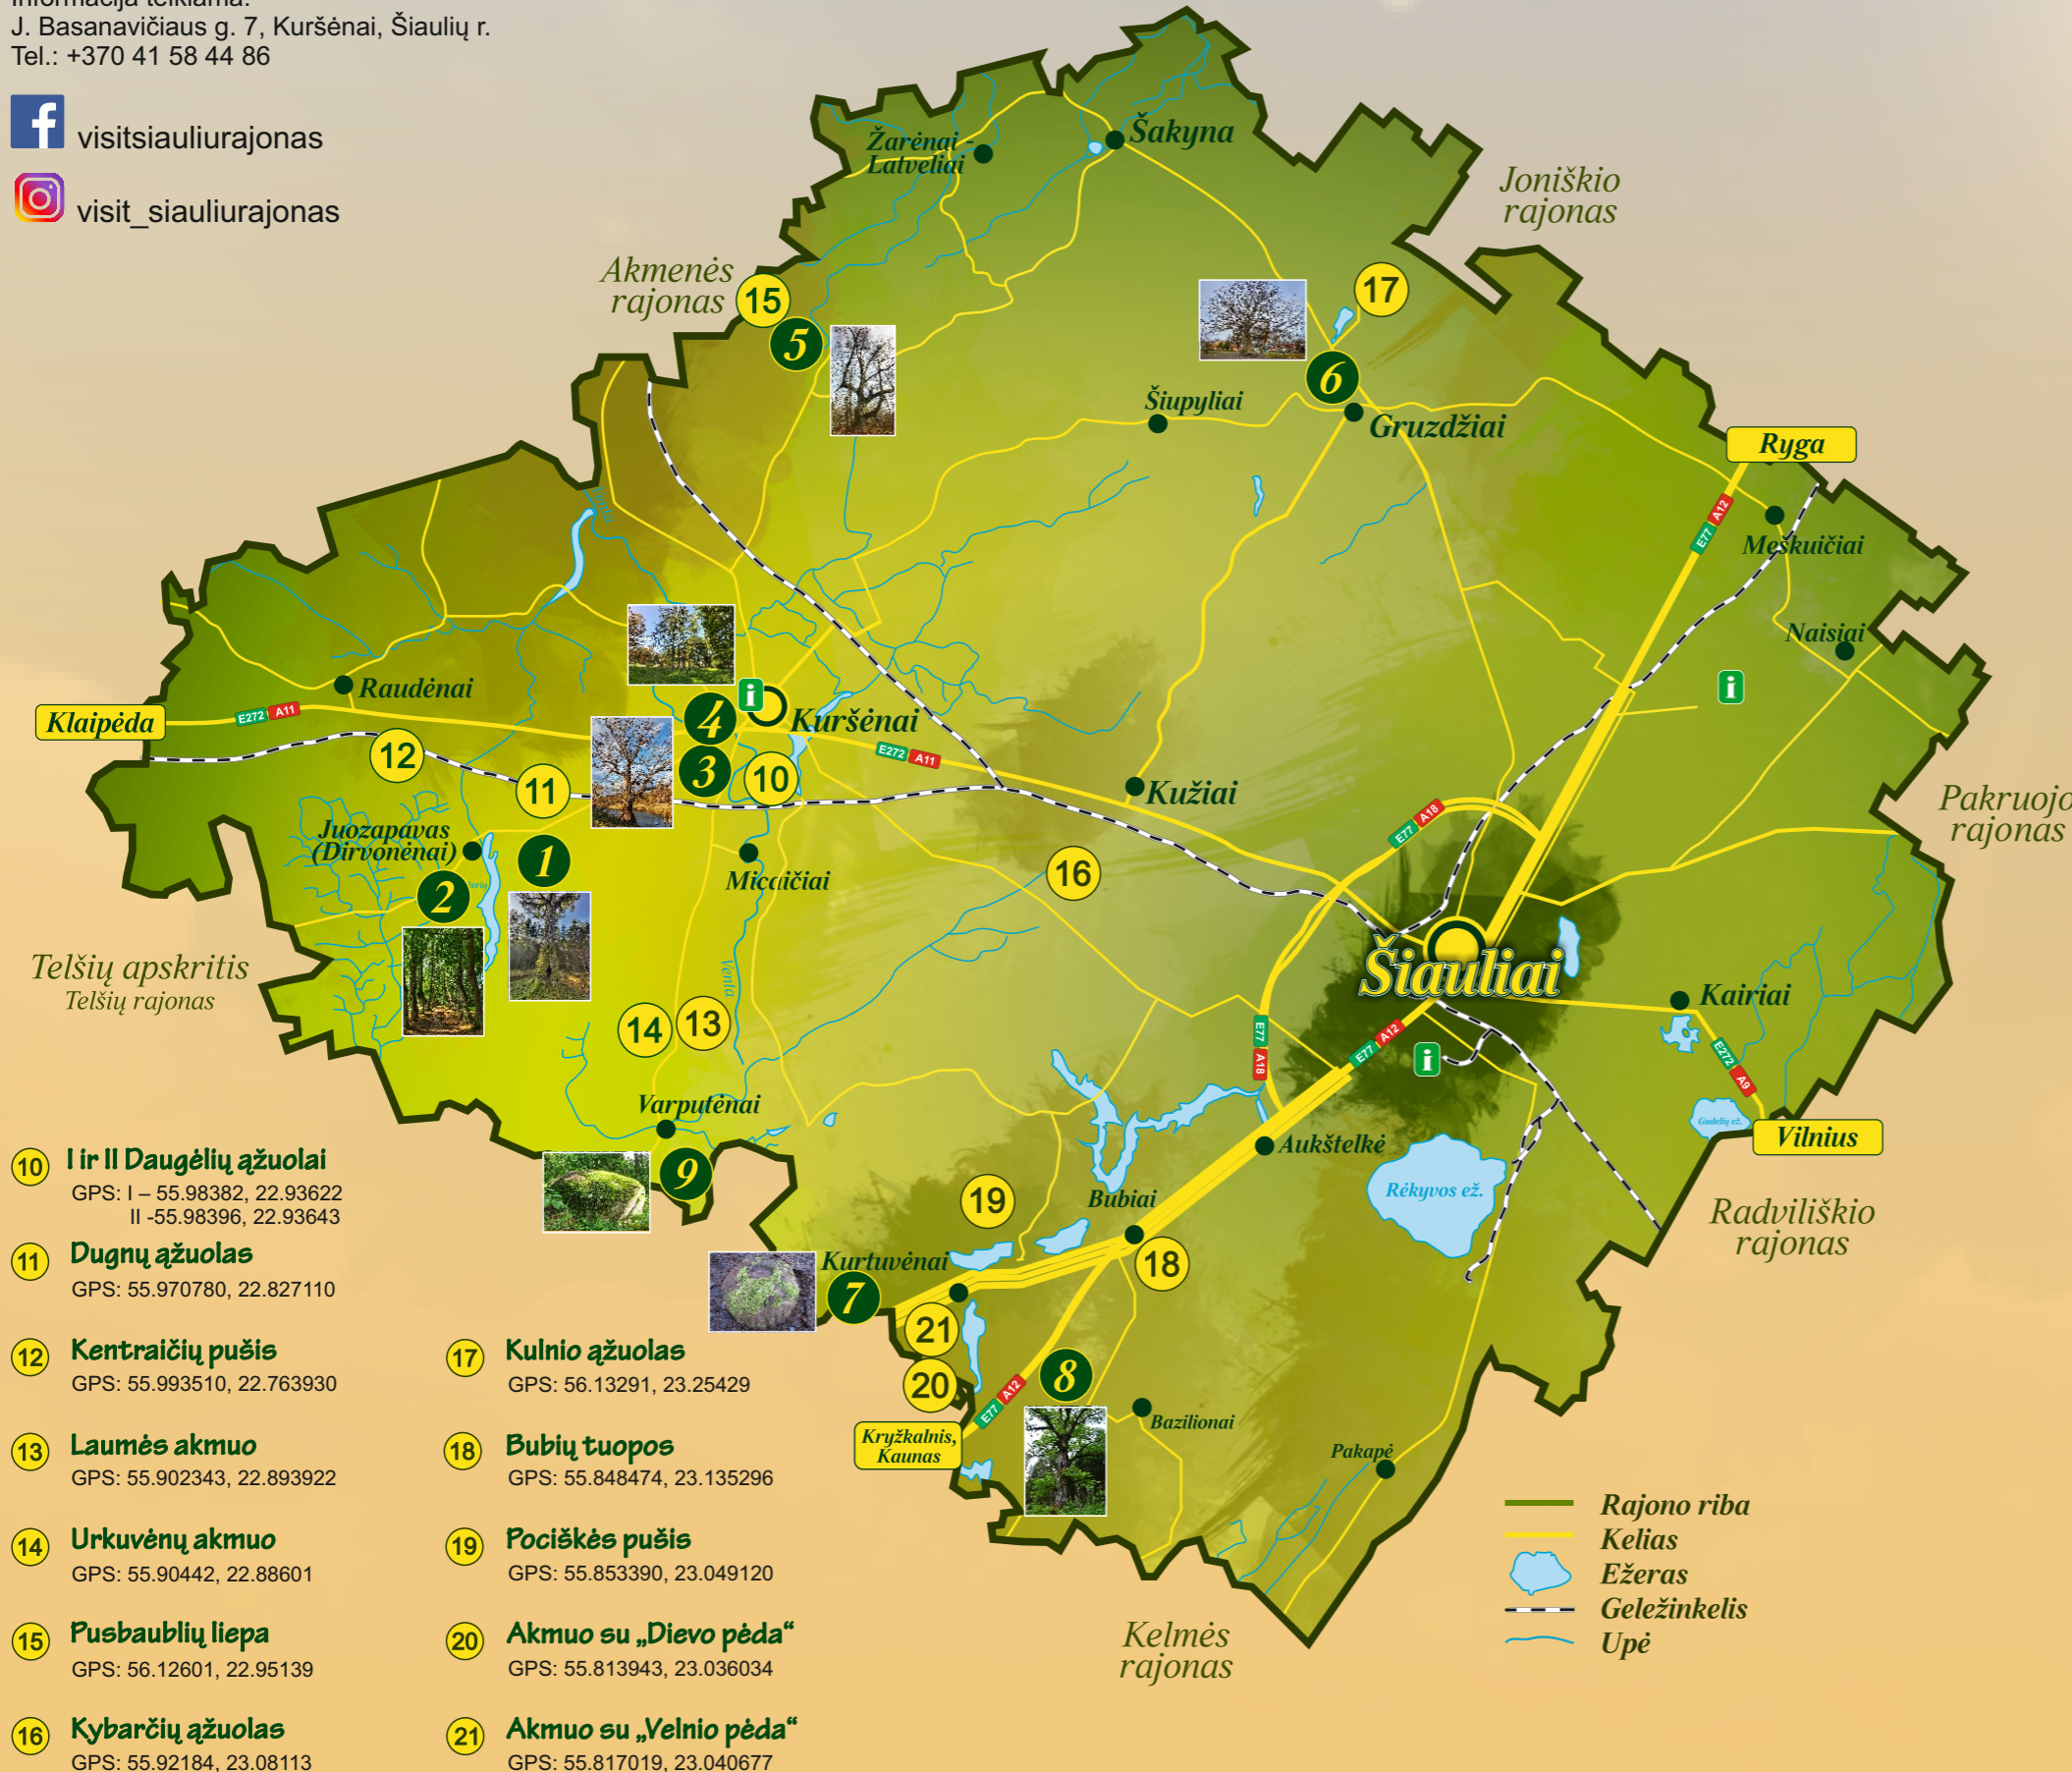 Informacija teikiama:
J. Basanavičiaus g. 7, Kuršėnai, Šiaulių r.
Tel.: +370 41 58 44 86
visitsiauliurajonas
visit_siauliurajonas
Žarėnai -
Latveliai
Šakyna
Joniškio
rajonas
Akmenės
rajonas
15
5
17
6
Šiupyliai
Gruzdžiai
Ryga
E77 A12
Meškuičiai
Naisiai
Raudėnai
Klaipėda
E272 A11
i
4
Kuršėnai
3
10
E272 A11
12
11
i
Kužiai
Pakruojo
rajonas
E77 A18
Juozapavas
(Dirvonėnai)
1
2
Micaičiai
16
Venta
Šiauliai
Telšių apskritis
Telšių rajonas
Kairiai
14
13
E77 A18
E77 A12
i
E272 A9
Gudelių ež.
Vilnius
Varputėnai
9
Aukštelkė
Rėkyvos ež.
Radviliškio
rajonas
19
Bubiai
18
Kurtuvėnai
7
21
20
8
E77 A12
Kryžkalnis,
Kaunas
Bazilionai
Pakapė
Kelmės
rajonas
10 I ir II Daugėlių ąžuolai
GPS: I – 55.98382, 22.93622
II -55.98396, 22.93643
11 Dugnų ąžuolas
GPS: 55.970780, 22.827110
12 Kentraičių pušis
GPS: 55.993510, 22.763930
13 Laumės akmuo
GPS: 55.902343, 22.893922
14 Urkuvėnų akmuo
GPS: 55.90442, 22.88601
15 Pusbaublių liepa
GPS: 56.12601, 22.95139
16 Kybarčių ąžuolas
GPS: 55.92184, 23.08113
17 Kulnio ąžuolas
GPS: 56.13291, 23.25429
18 Bubių tuopos
GPS: 55.848474, 23.135296
19 Pociškės pušis
GPS: 55.853390, 23.049120
20 Akmuo su „Dievo pėda“
GPS: 55.813943, 23.036034
21 Akmuo su „Velnio pėda“
GPS: 55.817019, 23.040677
Rajono riba
Kelias
Ežeras
Geležinkelis
Upė